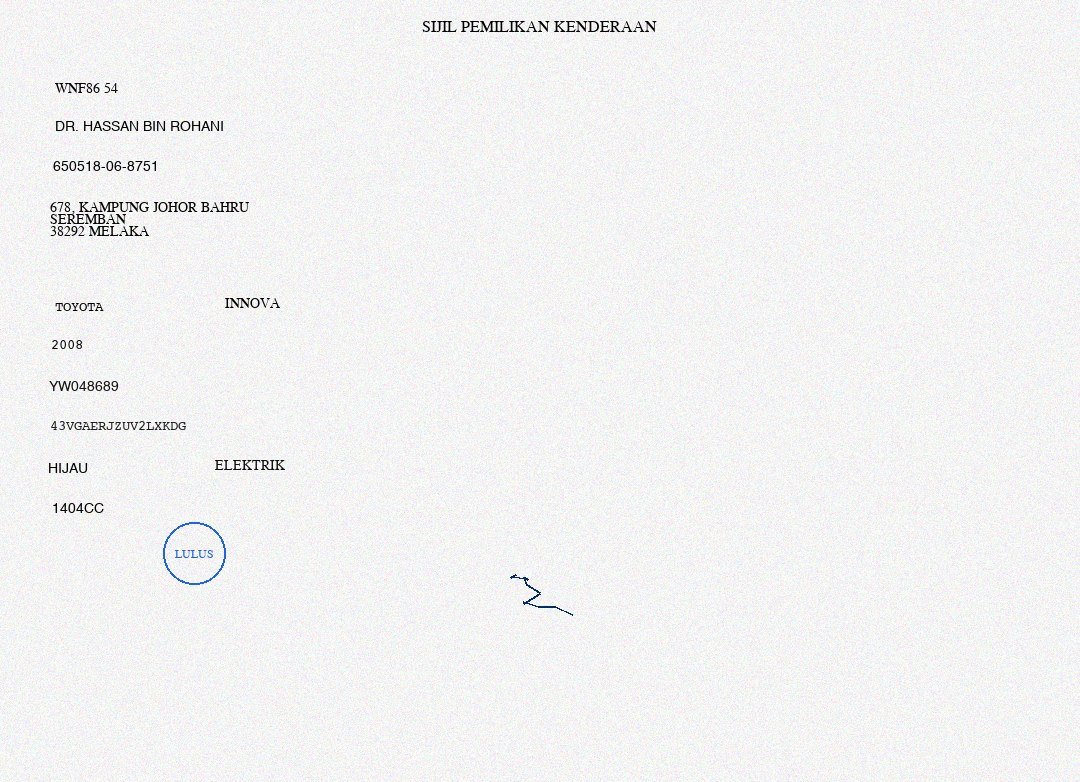 SIJIL PEMILIKAN KENDERAAN
WNF86 54
DR. HASSAN BIN ROHANI
650518-06-8751
678, KAMPUNG JOHOR BAHRU
SEREMBAN
38292 MELAKA
TOYOTA INNOVA
2008
YW048689
43VGAERJZUV2LXKDG
HIJAU ELEKTRIK
1404CC
LULUS